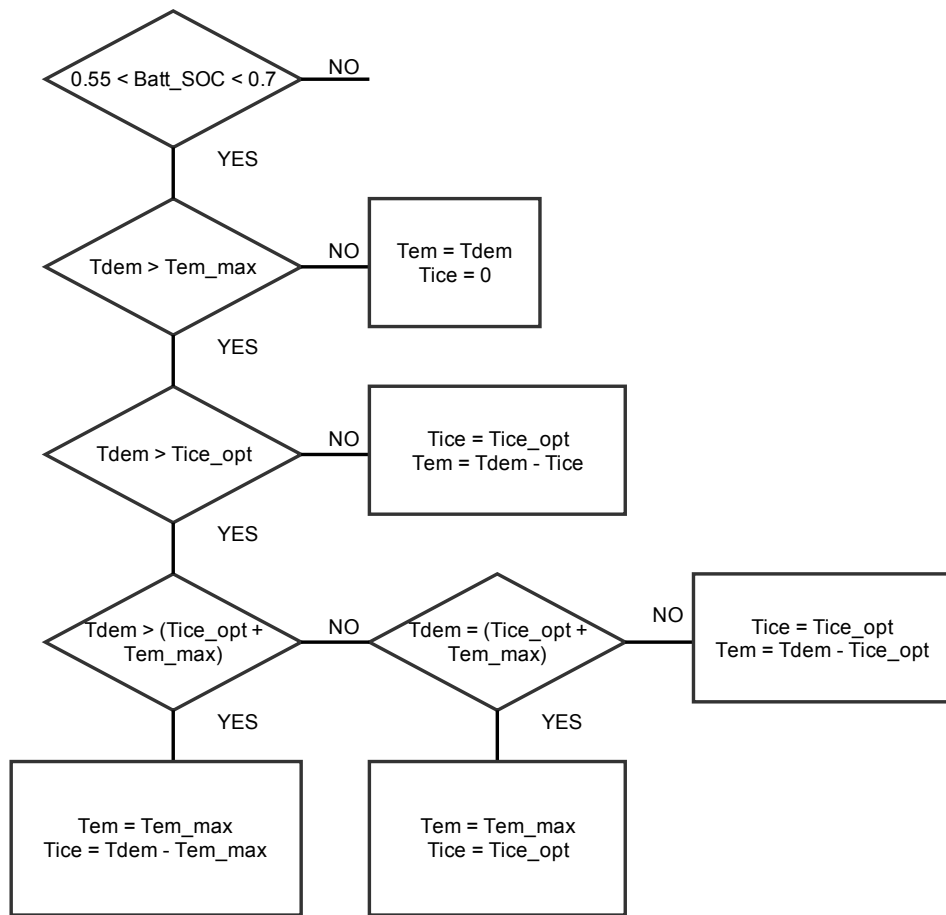 0.55 < Batt_SOC < 0.7
NO
YES
Tdem > Tem_max
NO
Tem = Tdem
Tice = 0
YES
Tdem > Tice_opt
NO
Tice = Tice_opt
Tem = Tdem - Tice
YES
Tdem > (Tice_opt +
Tem_max)
NO
Tdem = (Tice_opt +
Tem_max)
NO
Tice = Tice_opt
Tem = Tdem - Tice_opt
YES
YES
Tem = Tem_max
Tice = Tdem - Tem_max
Tem = Tem_max
Tice = Tice_opt